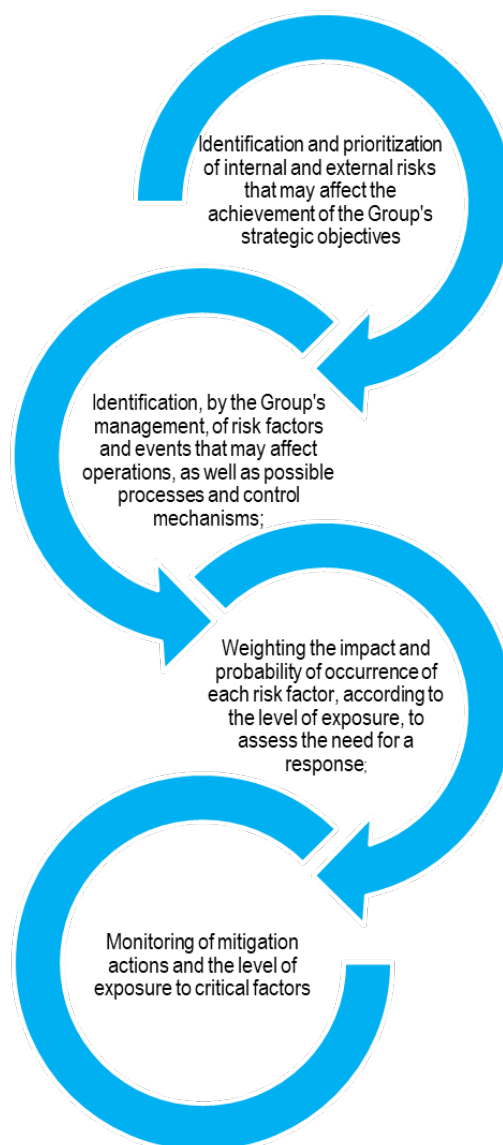 Identification and prioritization
of internal and external risks
that may affect the
achievement of the Group's
strategic objectives
Identification, by the Group's
management, of risk factors
and events that may affect
operations, as well as possible
processes and control
mechanisms;
Weighting the impact and
probability of occurrence of
each risk factor, according to
the level of exposure, to
assess the need for a
response;
Monitoring of mitigation
actions and the level of
exposure to critical factors